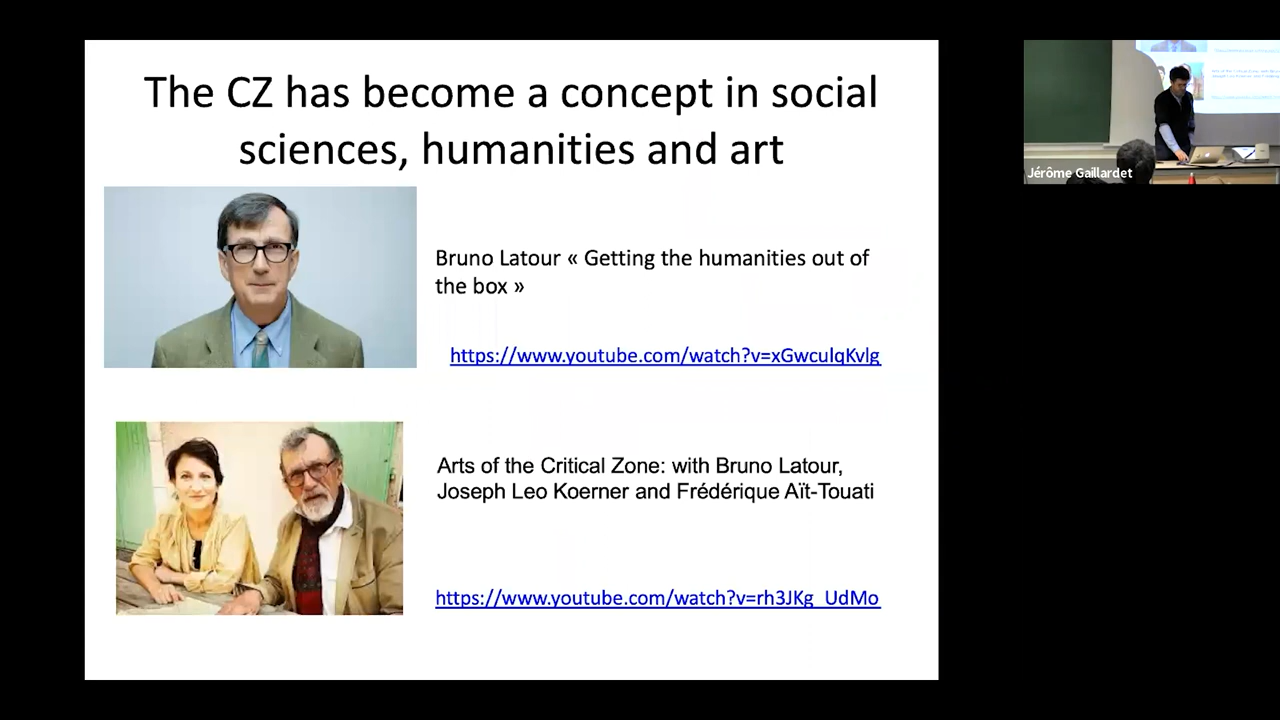 The CZ has become a concept in social
sciences, humanities and art
Bruno Latour « Getting the humanities out of
the box »
https://www.youtube.com/watch?v=xGwculqKvlg
Arts of the Critical Zone: with Bruno Latour,
Joseph Leo Koerner and Frédérique Aït-Touati
https://www.youtube.com/watch?v=rh3JKg_UdMo
Jérôme Gaillardet